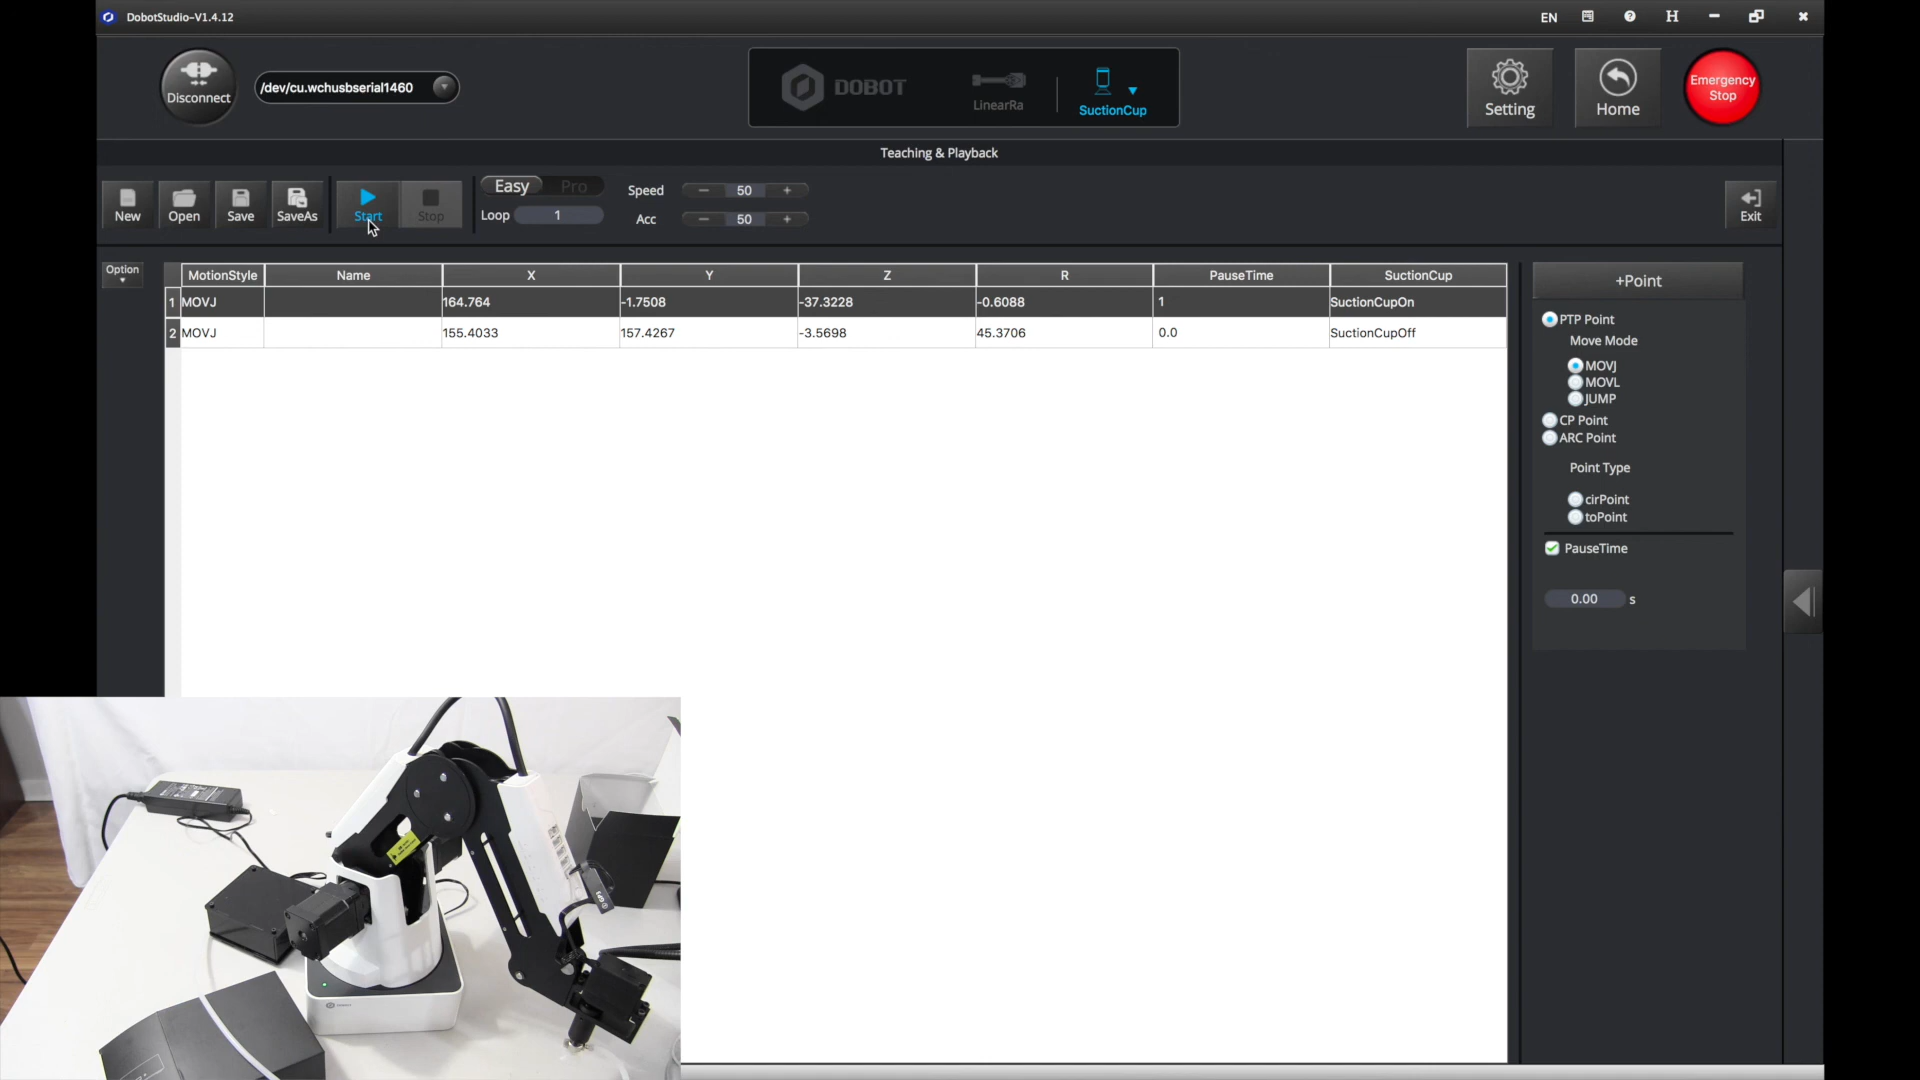 DobotStudio-V1.4.12
EN
H
Disconnect
/dev/cu.wchusbserial1460
DOBOT
LinearRa
SuctionCup
Setting
Home
Emergency
Stop
Teaching & Playback
New
Open
Save
SaveAs
Start
Stop
Easy
Pro
Loop
1
Speed
50
Acc
50
Exit
Option
MotionStyle Name X Y Z R PauseTime SuctionCup
1 MOVJ 164.764 -1.7508 -37.3228 -0.6088 1 SuctionCupOn
2 MOVJ 155.4033 157.4267 -3.5698 45.3706 0.0 SuctionCupOff
+Point
PTP Point
Move Mode
MOVJ
MOVL
JUMP
CP Point
ARC Point
Point Type
cirPoint
toPoint
PauseTime
0.00 s